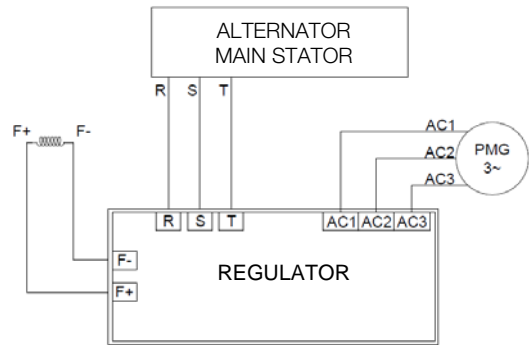 ALTERNATOR
MAIN STATOR
R S T
F+ F-
AC1
AC2
AC3
PMG
3~
R S T AC1 AC2 AC3
F-
F+
REGULATOR